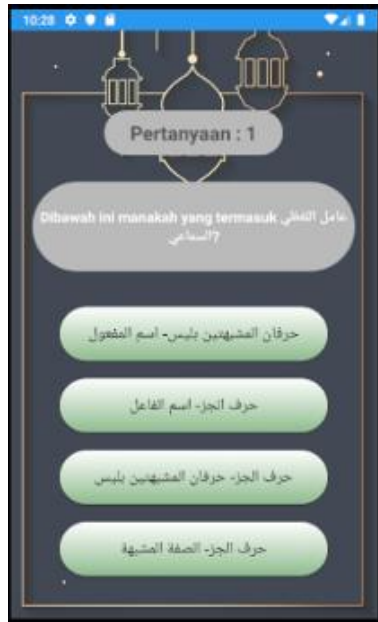 10:28
Pertanyaan : 1
Dibawah ini manakah yang termasuk عامل اللفظي
السماعي?
حرفان المشبهتين بليس- اسم المفعول
حرف الجر- اسم الفاعل
حرف الجر- حرفان المشبهتين بليس
حرف الجر- الصفة المشبهة